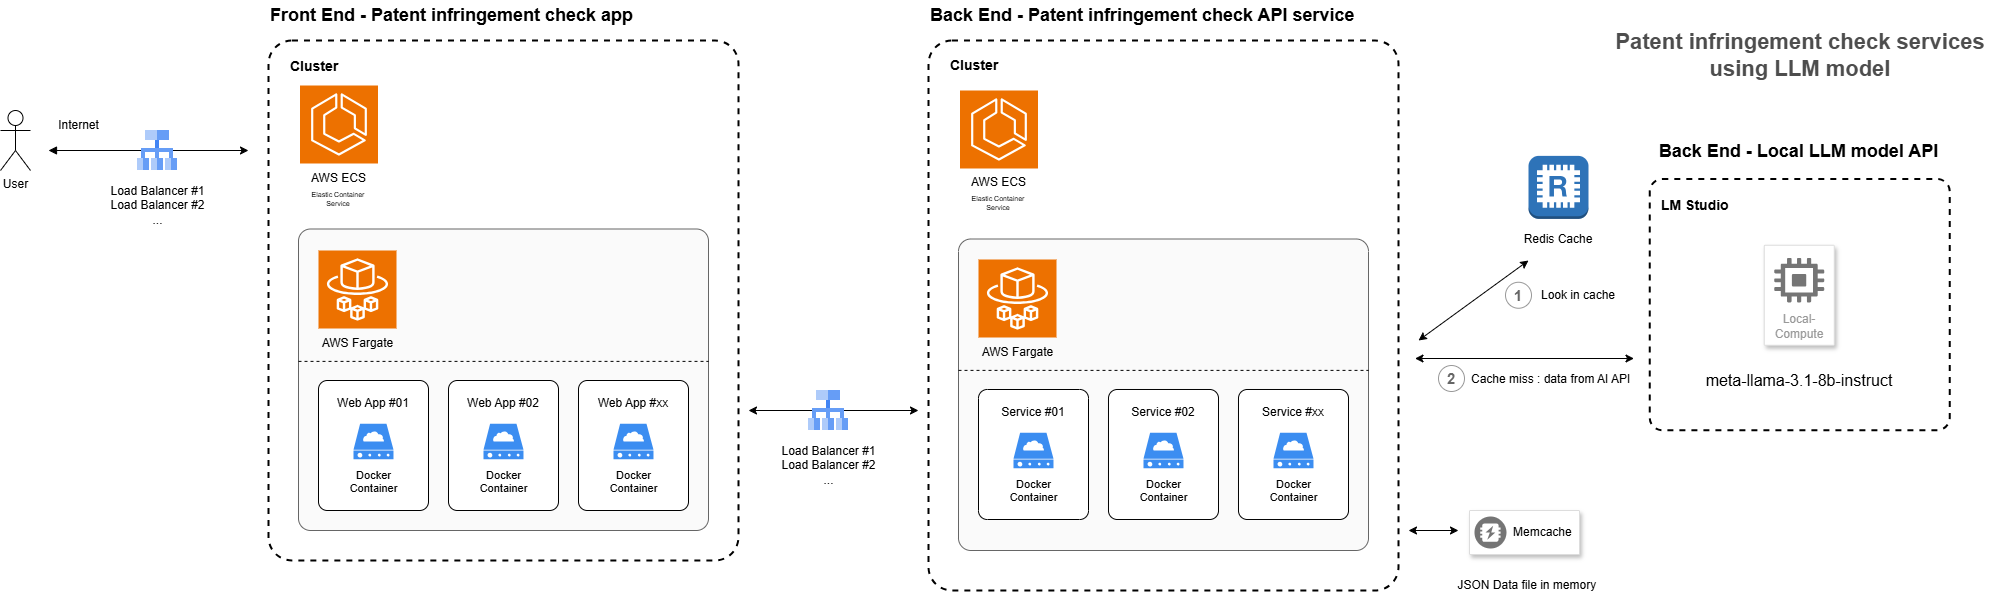 Patent infringement check services
using LLM model
Front End - Patent infringement check app
Cluster
AWS ECS
Elastic Container
Service
AWS Fargate
Web App #01
Docker
Container
Web App #02
Docker
Container
Web App #xx
Docker
Container
User
Internet
Load Balancer #1
Load Balancer #2
...
Load Balancer #1
Load Balancer #2
...
Back End - Patent infringement check API service
Cluster
AWS ECS
Elastic Container
Service
AWS Fargate
Service #01
Docker
Container
Service #02
Docker
Container
Service #xx
Docker
Container
R
Redis Cache
1
Look in cache
2
Cache miss : data from AI API
Back End - Local LLM model API
LM Studio
Local-
Compute
meta-llama-3.1-8b-instruct
Memcache
JSON Data file in memory